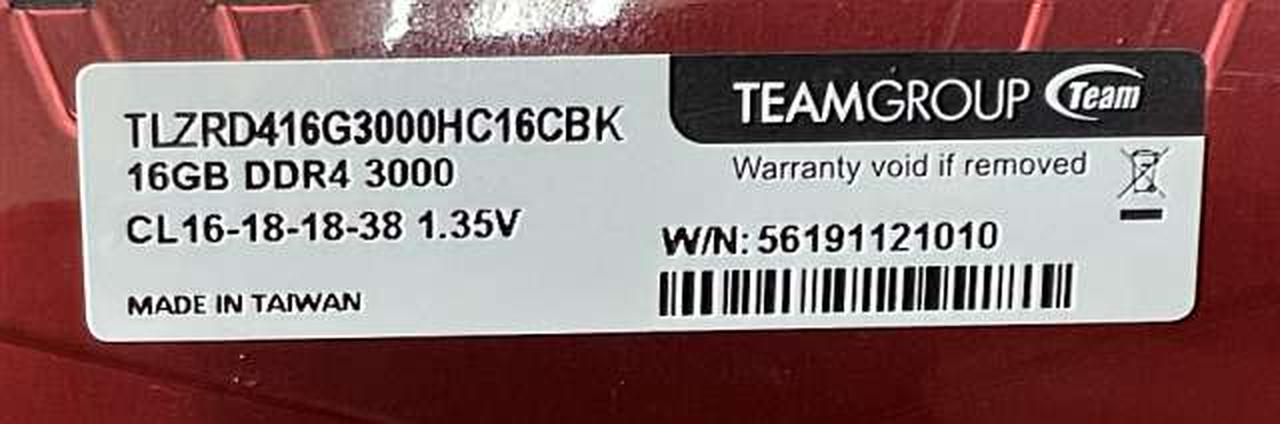 TEAMGROUP Team
TLZRD416G3000HC16CBK
16GB DDR4 3000
Warranty void if removed
CL16-18-18-38 1.35V
W/N: 56191121010
MADE IN TAIWAN